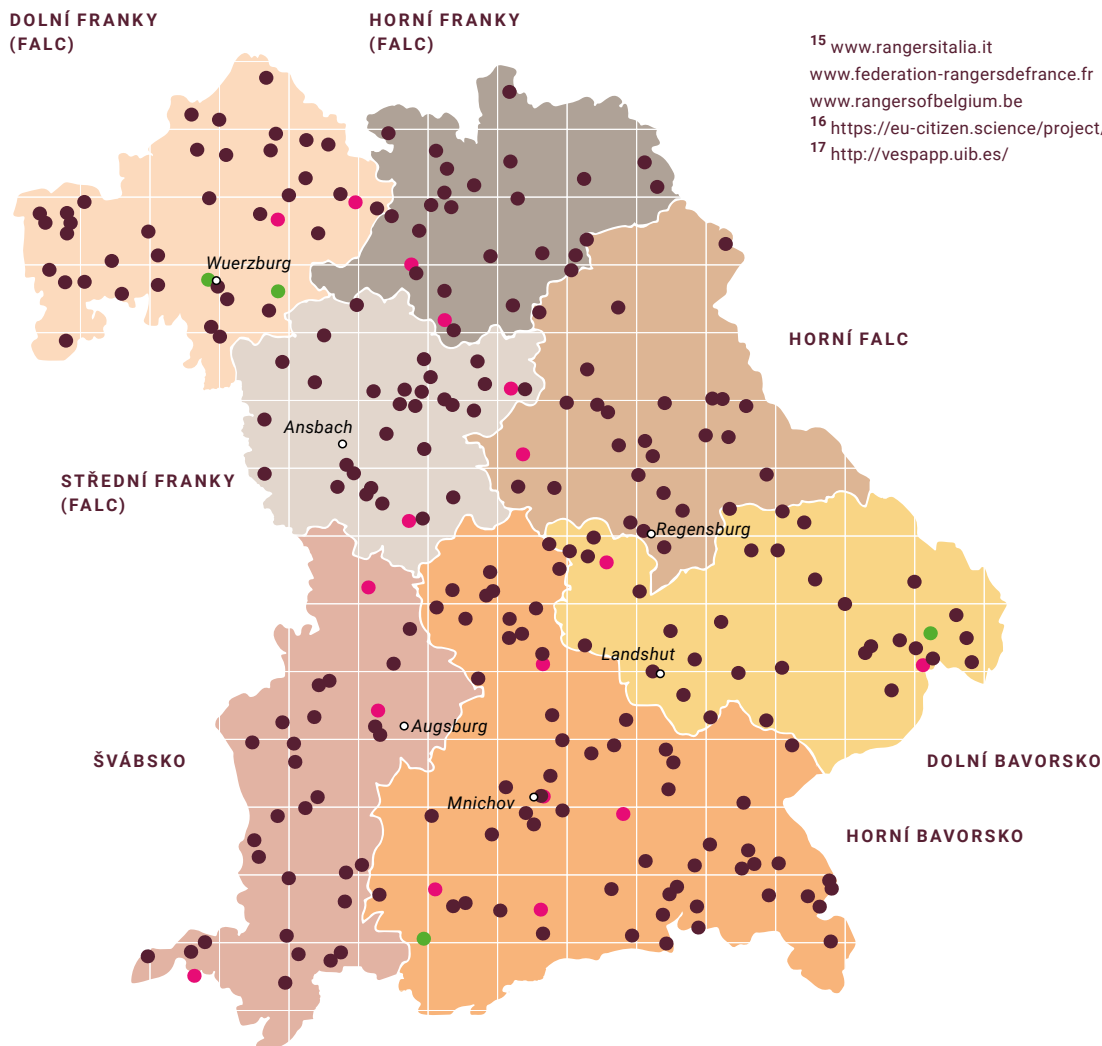 DOLNÍ FRANKY
(FALC)
HORNÍ FRANKY
(FALC)
15 www.rangersitalia.it
www.federation-rangersdefrance.fr
www.rangersofbelgium.be
16 https://eu-citizen.science/project/
17 http://vespapp.uib.es/
Wuerzburg
HORNÍ FALC
Ansbach
STŘEDNÍ FRANKY
(FALC)
Regensburg
Landshut
Augsburg
ŠVÁBSKO
DOLNÍ BAVORSKO
Mnichov
HORNÍ BAVORSKO